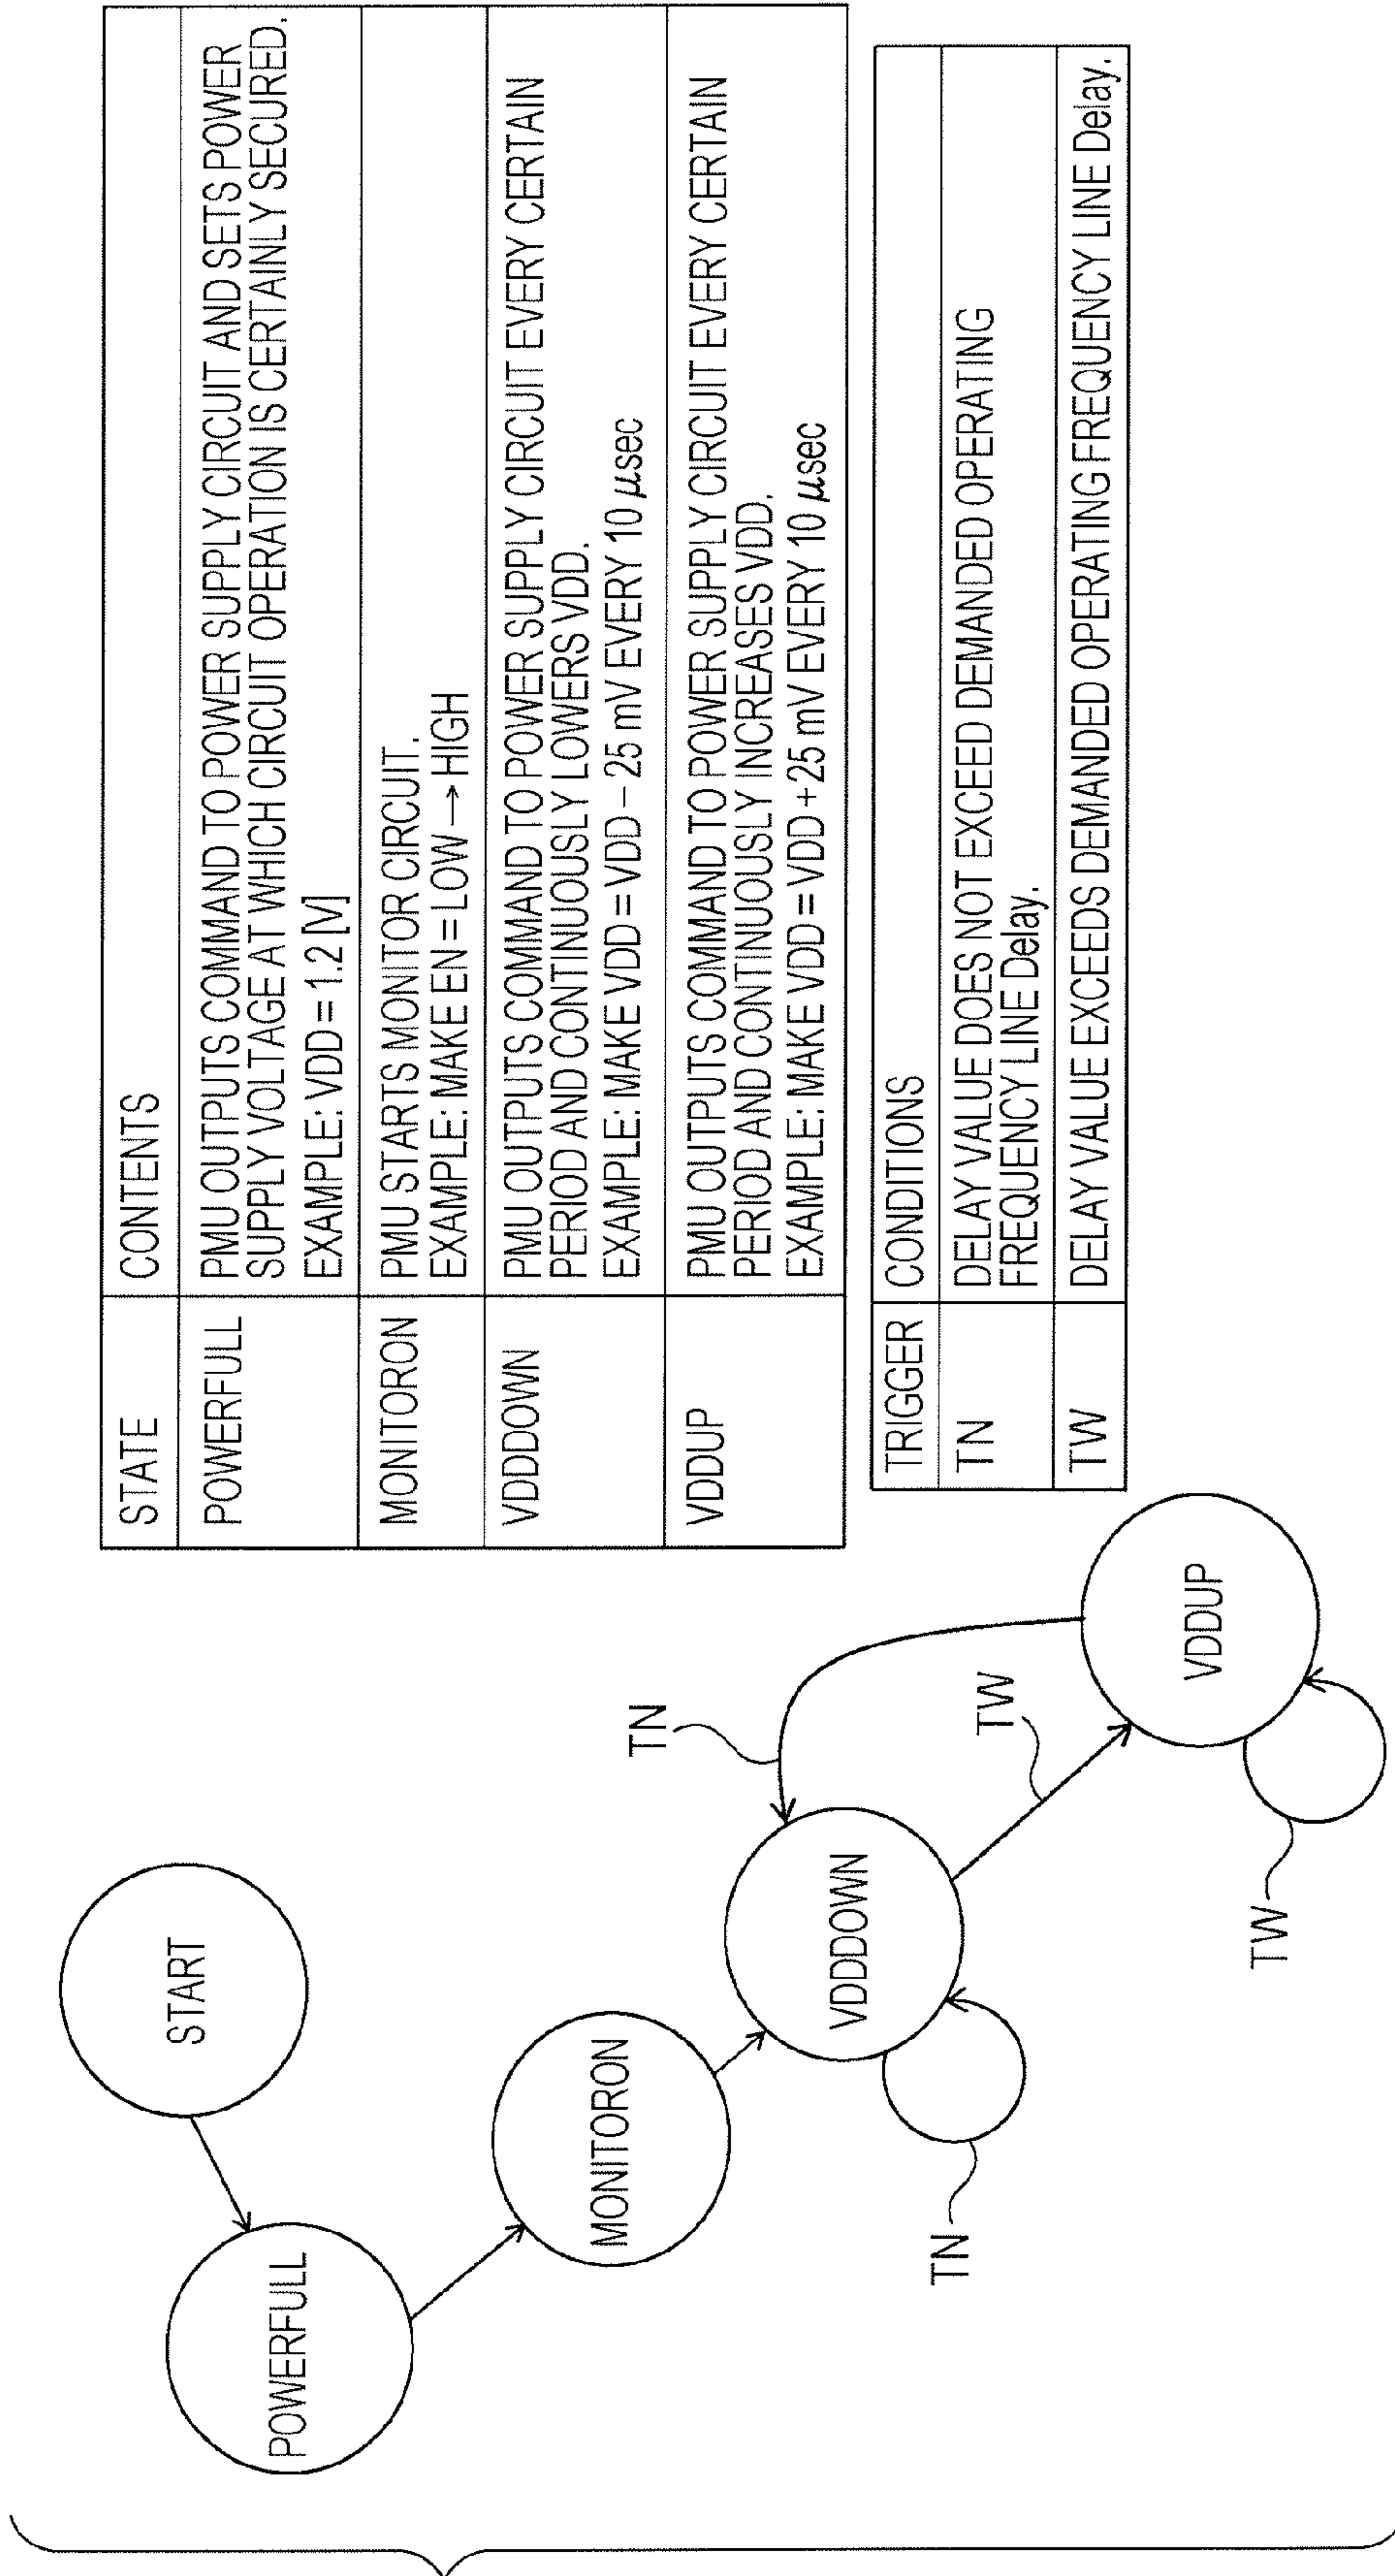 START
POWERFULL
MONITORON
VDDDOWN
VDDUP
TN
TN
TW
TW
STATE CONTENTS
POWERFULL PMU OUTPUTS COMMAND TO POWER SUPPLY CIRCUIT AND SETS POWER
SUPPLY VOLTAGE AT WHICH CIRCUIT OPERATION IS CERTAINLY SECURED.
EXAMPLE: VDD = 1.2 [V]
MONITORON PMU STARTS MONITOR CIRCUIT.
EXAMPLE: MAKE EN = LOW → HIGH
VDDDOWN PMU OUTPUTS COMMAND TO POWER SUPPLY CIRCUIT EVERY CERTAIN
PERIOD AND CONTINUOUSLY LOWERS VDD.
EXAMPLE: MAKE VDD = VDD − 25 mV EVERY 10 μsec
VDDUP PMU OUTPUTS COMMAND TO POWER SUPPLY CIRCUIT EVERY CERTAIN
PERIOD AND CONTINUOUSLY INCREASES VDD.
EXAMPLE: MAKE VDD = VDD + 25 mV EVERY 10 μsec
TRIGGER CONDITIONS
TN DELAY VALUE DOES NOT EXCEED DEMANDED OPERATING
FREQUENCY LINE Delay.
TW DELAY VALUE EXCEEDS DEMANDED OPERATING FREQUENCY LINE Delay.